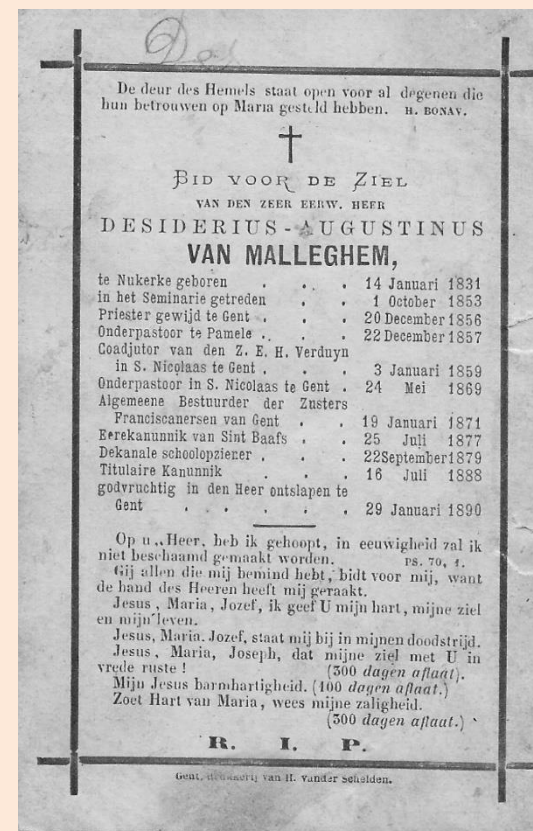 De deur des Hemels staat open voor al degenen die
hun betrouwen op Maria gesteld hebben. H. BONAV.
BID VOOR DE ZIEL
VAN DEN ZEER EERW. HEER
DESIDERIUS-AUGUSTINUS
VAN MALLEGHEM,
te Nukerke geboren . . . 14 Januari 1831
in het Seminarie getreden . . 1 October 1853
Priester gewijd te Gent . . . 20 December 1856
Onderpastoor te Pamele . . . 22 December 1857
Coadjutor van den Z. E. H. Verduyn
in S. Nicolaas te Gent . . . 3 Januari 1859
Onderpastoor in S. Nicolaas te Gent . 24 Mei 1869
Algemeene Bestuurder der Zusters
Franciscanersen van Gent . . 19 Januari 1871
Eerekanunnik van Sint Baafs . . 25 Juli 1877
Dekanale schoolopziener . . . 22 September 1879
Titulaire Kanunnik . . . 16 Juli 1888
godvruchtig in den Heer ontslapen te
Gent . . . . . 29 Januari 1890
Op u, Heer, heb ik gehoopt, in eeuwigheid zal ik
niet beschaamd gemaakt worden. PS. 70, 1.
Gij allen die mij bemind hebt, bidt voor mij, want
de hand des Heeren heeft mij geraakt.
Jesus, Maria, Jozef, ik geef U mijn hart, mijne ziel
en mijn leven.
Jesus, Maria. Jozef, staat mij bij in mijnen doodstrijd.
Jesus, Maria, Joseph, dat mijne ziel met U in
vrede ruste ! (300 dagen aflaat).
Mijn Jesus barmhartigheid. (100 dagen aflaat.)
Zoet Hart van Maria, wees mijne zaligheid.
(300 dagen aflaat.)
R. I. P.
Gent, drukkerij van H. Vander Schelden.